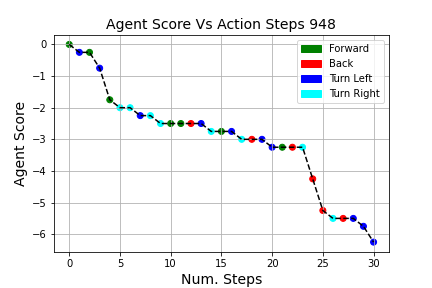 Agent Score Vs Action Steps 948
Forward
Back
Turn Left
Turn Right
Agent Score
0
−1
−2
−3
−4
−5
−6
0 5 10 15 20 25 30
Num. Steps